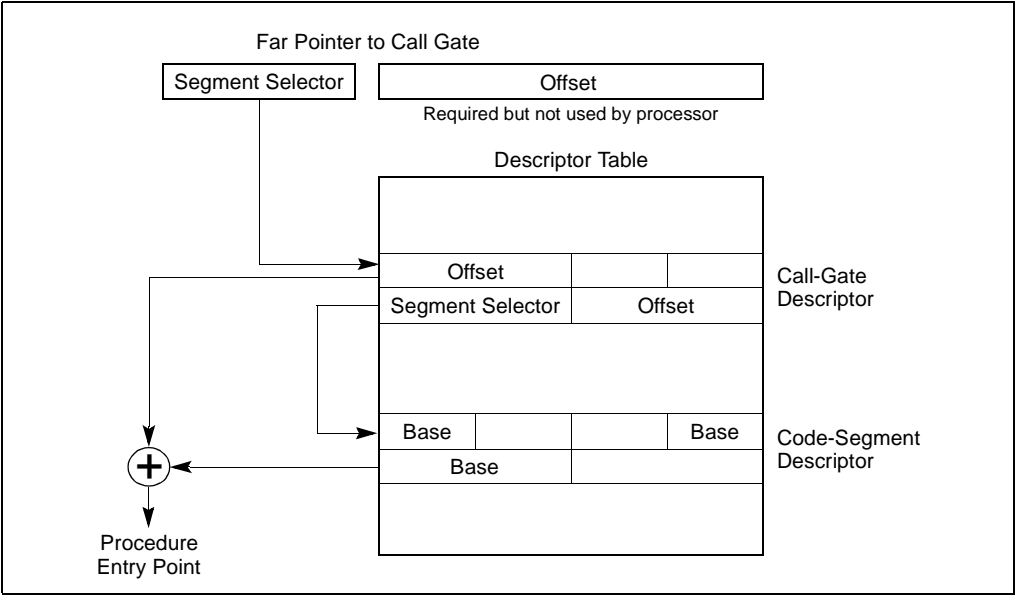 Far Pointer to Call Gate
Segment Selector
Offset
Required but not used by processor
Descriptor Table
Offset
Call-Gate
Descriptor
Segment Selector
Offset
Base
Base
Code-Segment
Descriptor
Base
+
Procedure
Entry Point